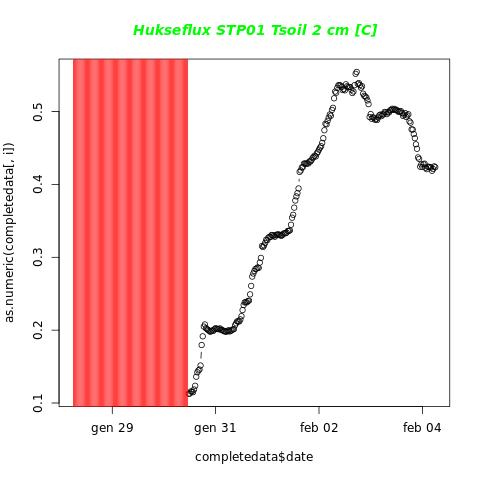 Hukseflux STP01 Tsoil 2 cm [C]
as.numeric(completedata[, i])
0.5
0.4
0.3
0.2
0.1
gen 29
gen 31
feb 02
feb 04
completedata$date